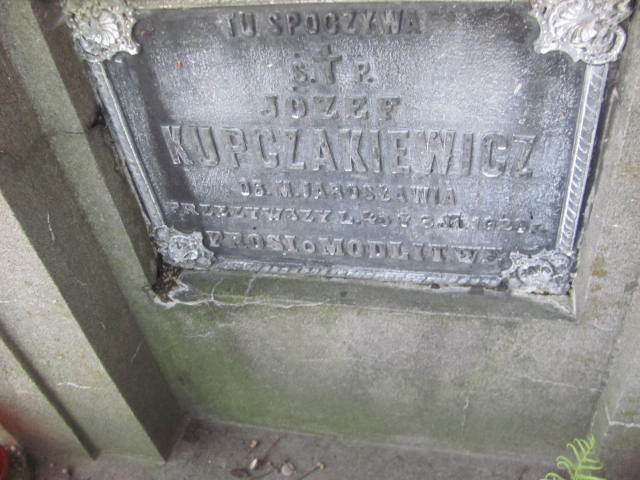 TU SPOCZYWA
Ś. P.
JÓZEF
KUPCZAKIEWICZ
OB. M. JAROSŁAWIA
PRZEŻYWSZY L.
PROSI O MODLITWĘ